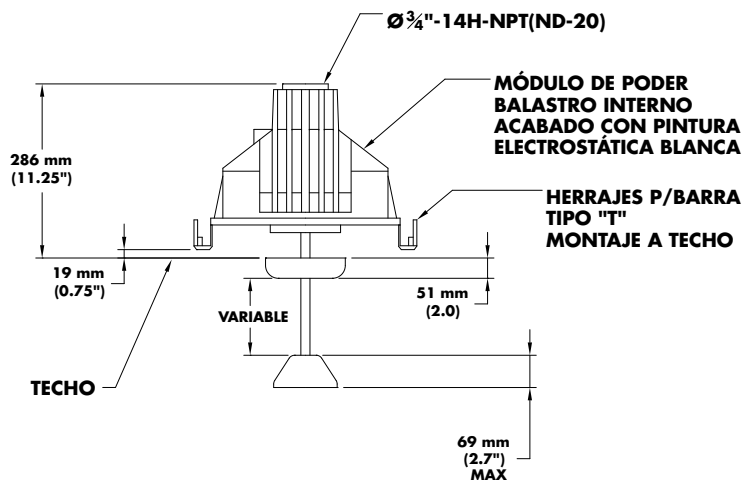 Ø¾"-14H-NPT(ND-20)
MÓDULO DE PODER
BALASTRO INTERNO
ACABADO CON PINTURA
ELECTROSTÁTICA BLANCA
286 mm
(11.25")
HERRAJES P/BARRA
TIPO "T"
MONTAJE A TECHO
19 mm
(0.75")
51 mm
(2.0)
VARIABLE
TECHO
69 mm
(2.7")
MAX